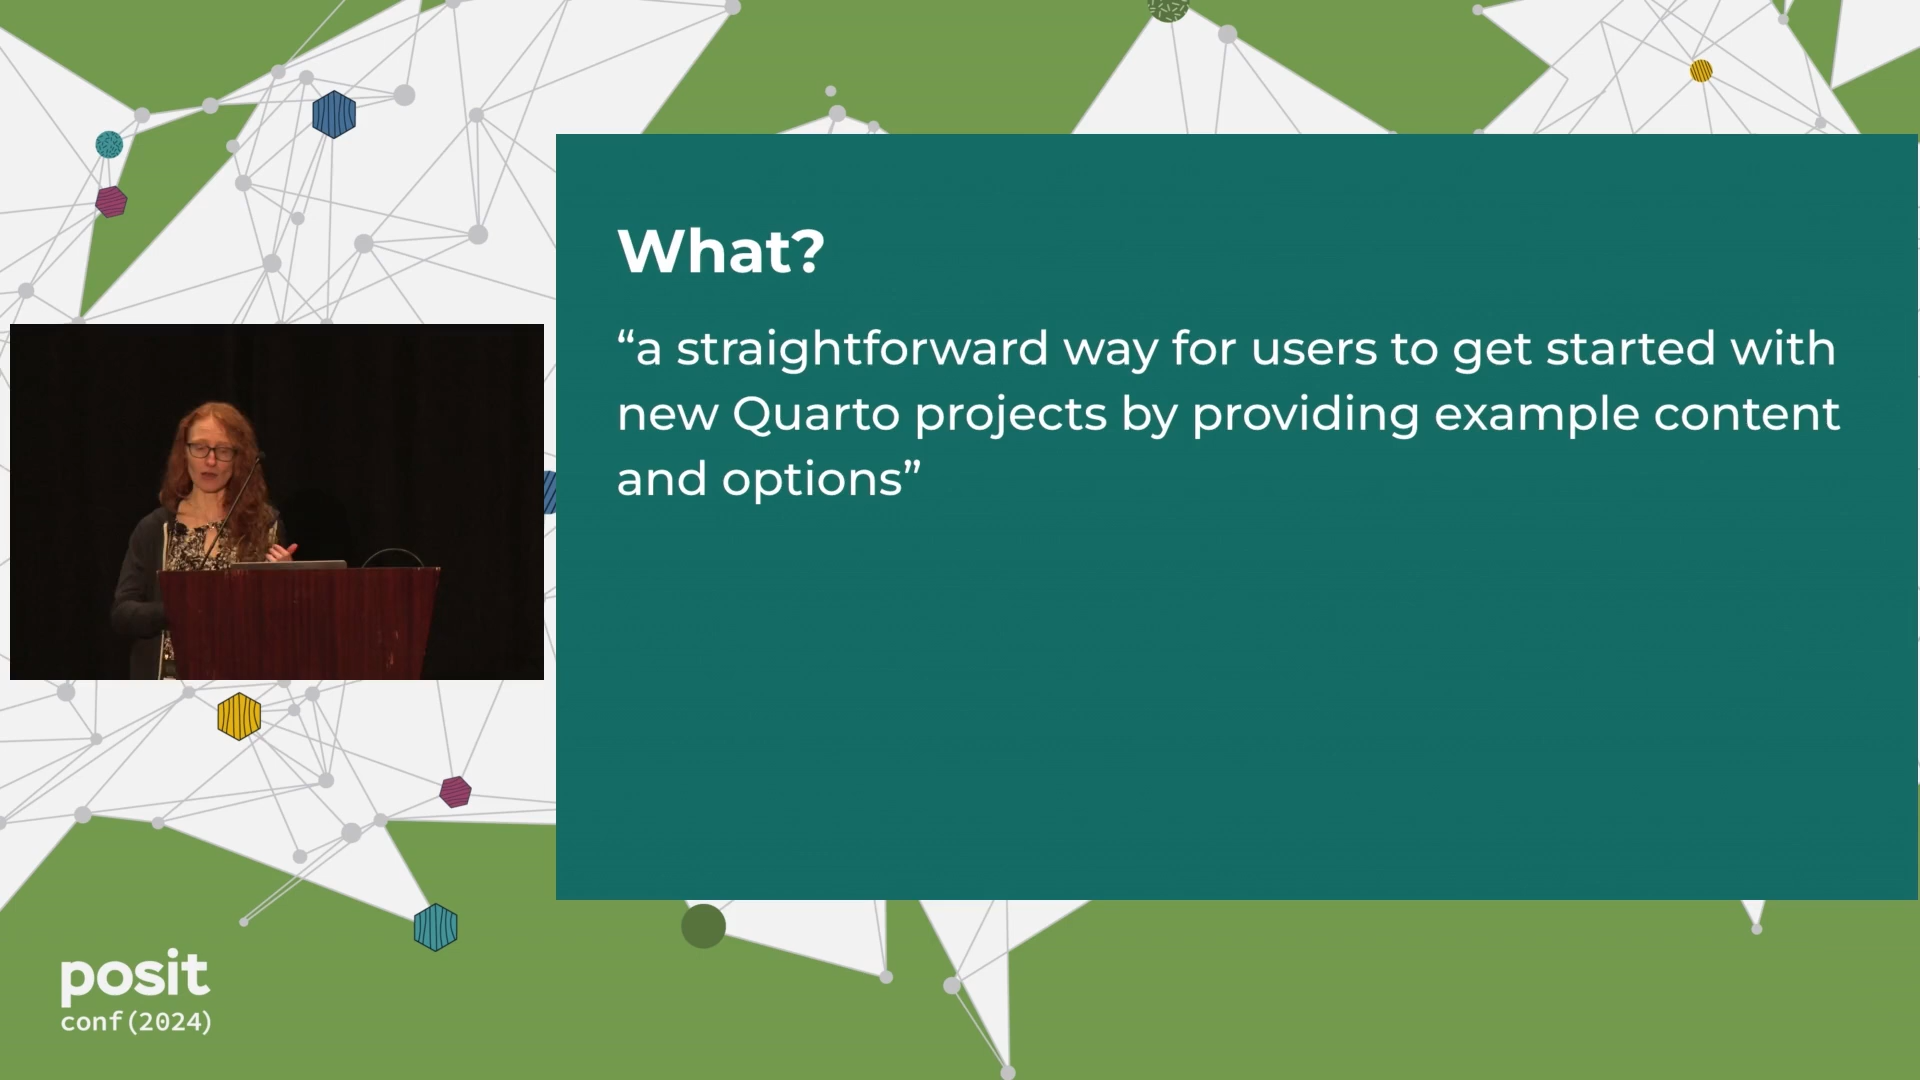 What?
“a straightforward way for users to get started with
new Quarto projects by providing example content
and options”
posit
conf(2024)